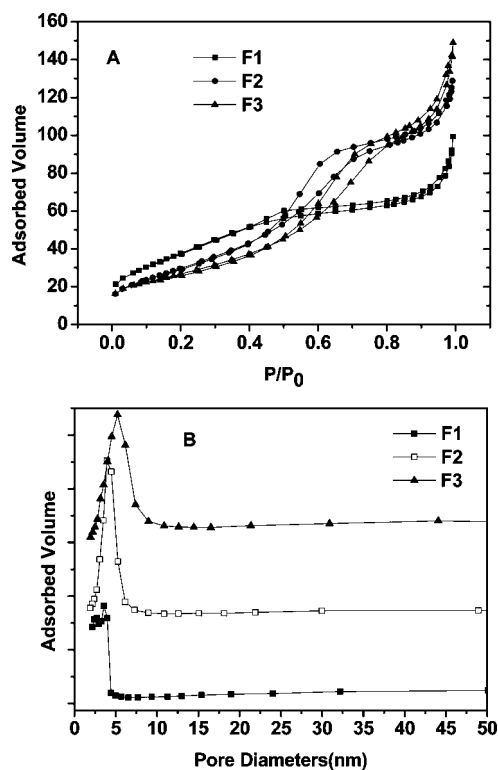 A
F1
F2
F3
Adsorbed Volume
160
140
120
100
80
60
40
20
0
0.0 0.2 0.4 0.6 0.8 1.0
P/P0
B
F1
F2
F3
Adsorbed Volume
0 5 10 15 20 25 30 35 40 45 50
Pore Diameters(nm)